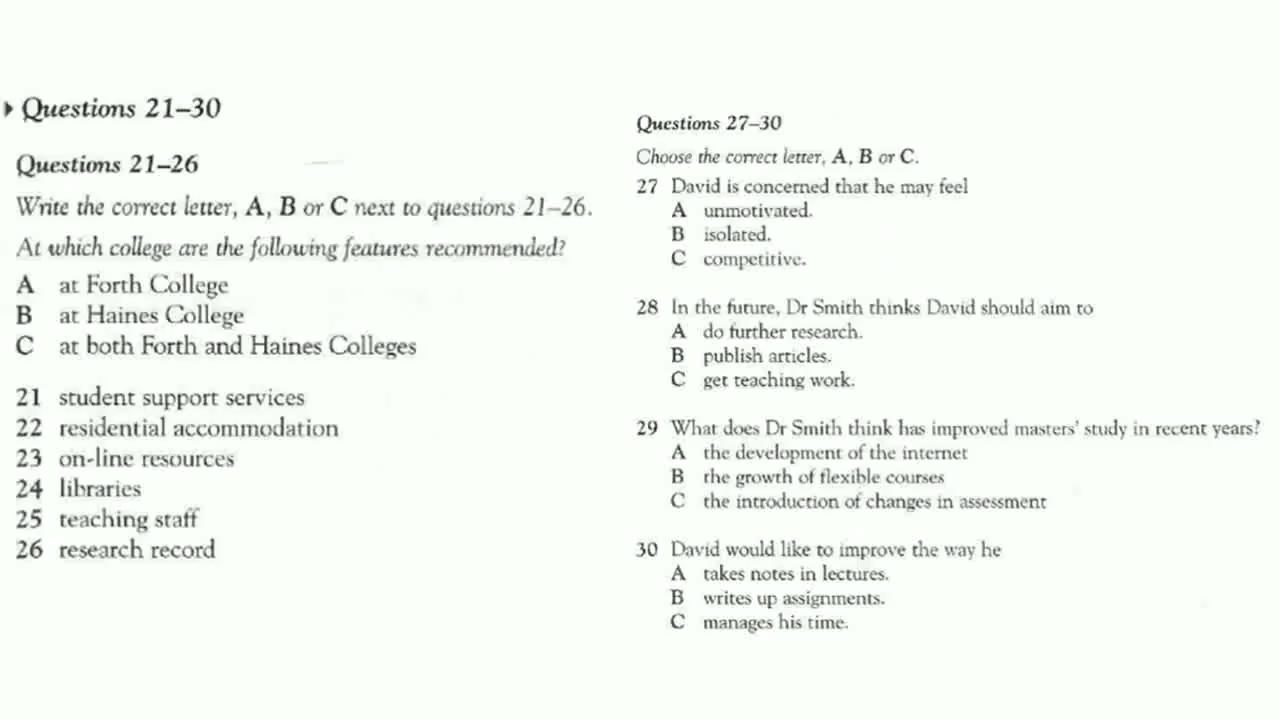 Questions 21–30
Questions 21–26
Write the correct letter, A, B or C next to questions 21–26.
At which college are the following features recommended?
A at Forth College
B at Haines College
C at both Forth and Haines Colleges
21 student support services
22 residential accommodation
23 on-line resources
24 libraries
25 teaching staff
26 research record
Questions 27–30
Choose the correct letter, A, B or C.
27 David is concerned that he may feel
A unmotivated.
B isolated.
C competitive.
28 In the future, Dr Smith thinks David should aim to
A do further research.
B publish articles.
C get teaching work.
29 What does Dr Smith think has improved masters' study in recent years?
A the development of the internet
B the growth of flexible courses
C the introduction of changes in assessment
30 David would like to improve the way he
A takes notes in lectures.
B writes up assignments.
C manages his time.